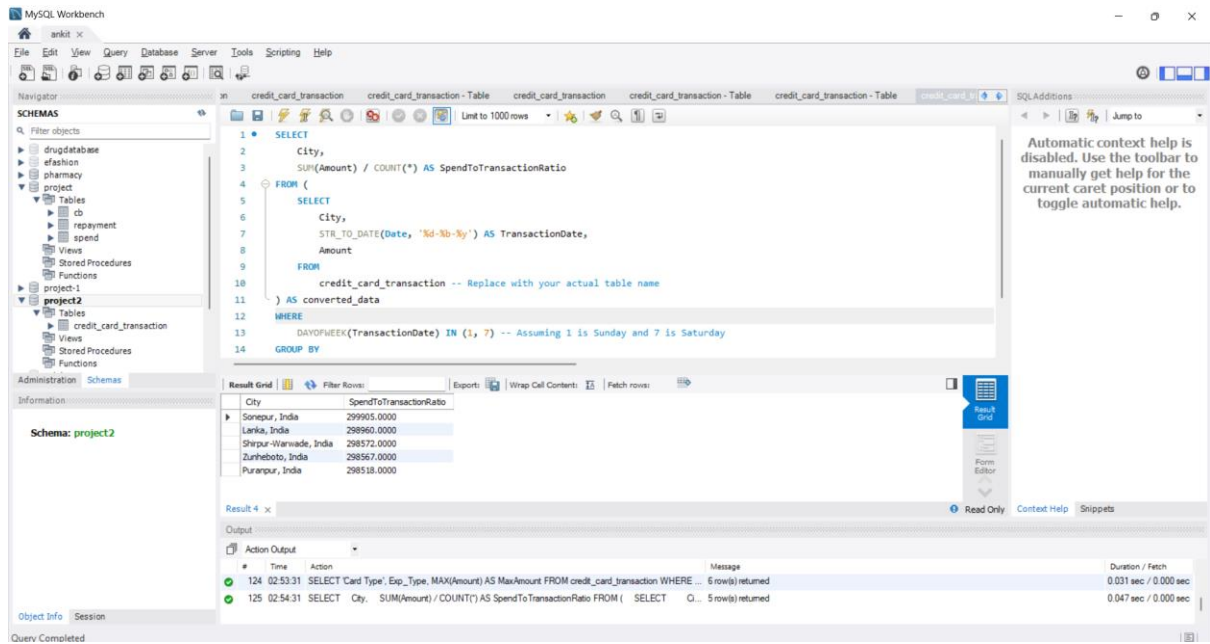 MySQL Workbench
ankit ×
File Edit View Query Database Server Tools Scripting Help
Navigator
SCHEMAS
Filter objects
drugdatabase
efashion
pharmacy
project
Tables
cb
repayment
spend
Views
Stored Procedures
Functions
project-1
project2
Tables
credit_card_transaction
Views
Stored Procedures
Functions
Administration Schemas
Information
Schema: project2
Object Info Session
Query Completed
on credit_card_transaction credit_card_transaction - Table credit_card_transaction credit_card_transaction - Table credit_card_transaction - Table
Limit to 1000 rows
1 SELECT
2 City,
3 SUM(Amount) / COUNT(*) AS SpendToTransactionRatio
4 FROM (
5 SELECT
6 City,
7 STR_TO_DATE(Date, '%d-%b-%y') AS TransactionDate,
8 Amount
9 FROM
10 credit_card_transaction -- Replace with your actual table name
11 ) AS converted_data
12 WHERE
13 DAYOFWEEK(TransactionDate) IN (1, 7) -- Assuming 1 is Sunday and 7 is Saturday
14 GROUP BY
Result Grid Filter Rows: Export: Wrap Cell Content: Fetch rows:
City SpendToTransactionRatio
Sonepur, India 299905.0000
Lanka, India 298960.0000
Shirpur-Warwade, India 298572.0000
Zunheboto, India 298567.0000
Puranpur, India 298518.0000
Result Grid
Form Editor
Result 4 ×
Read Only
Output
Action Output
# Time Action Message Duration / Fetch
124 02:53:31 SELECT 'Card Type', Exp_Type, MAX(Amount) AS MaxAmount FROM credit_card_transaction WHERE ... 6 row(s) returned 0.031 sec / 0.000 sec
125 02:54:31 SELECT City, SUM(Amount) / COUNT(*) AS SpendToTransactionRatio FROM ( SELECT Ci... 5 row(s) returned 0.047 sec / 0.000 sec
SQLAdditions
Jump to
Automatic context help is
disabled. Use the toolbar to
manually get help for the
current caret position or to
toggle automatic help.
Context Help Snippets